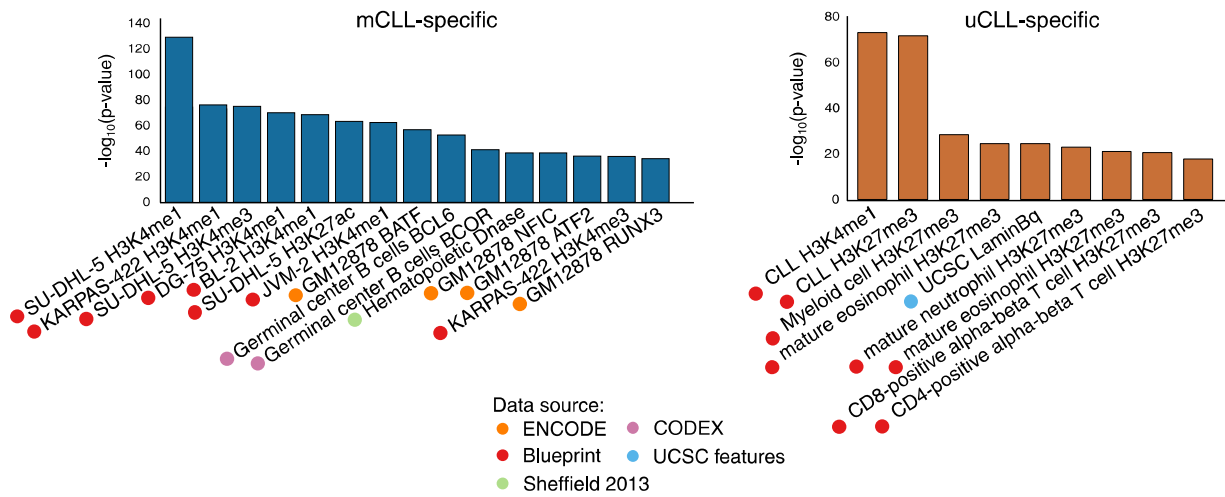 mCLL-specific
-log₁₀(p-value)
140
120
100
80
60
40
20
0
SU-DHL-5 H3K4me1
KARPAS-422 H3K4me1
SU-DHL-5 H3K4me3
DG-75 H3K4me1
BL-2 H3K4me1
SU-DHL-5 H3K27ac
JVM-2 H3K4me1
GM12878 BATF
Germinal center B cells BCL6
Germinal center B cells BCOR
Hematopoietic Dnase
GM12878 NFIC
GM12878 ATF2
KARPAS-422 H3K4me3
GM12878 RUNX3
uCLL-specific
-log₁₀(p-value)
80
60
40
20
0
CLL H3K4me1
CLL H3K27me3
Myeloid cell H3K27me3
mature eosinophil H3K27me3
UCSC LaminBq
mature neutrophil H3K27me3
mature eosinophil H3K27me3
CD8-positive alpha-beta T cell H3K27me3
CD4-positive alpha-beta T cell H3K27me3
Data source:
ENCODE
CODEX
Blueprint
UCSC features
Sheffield 2013